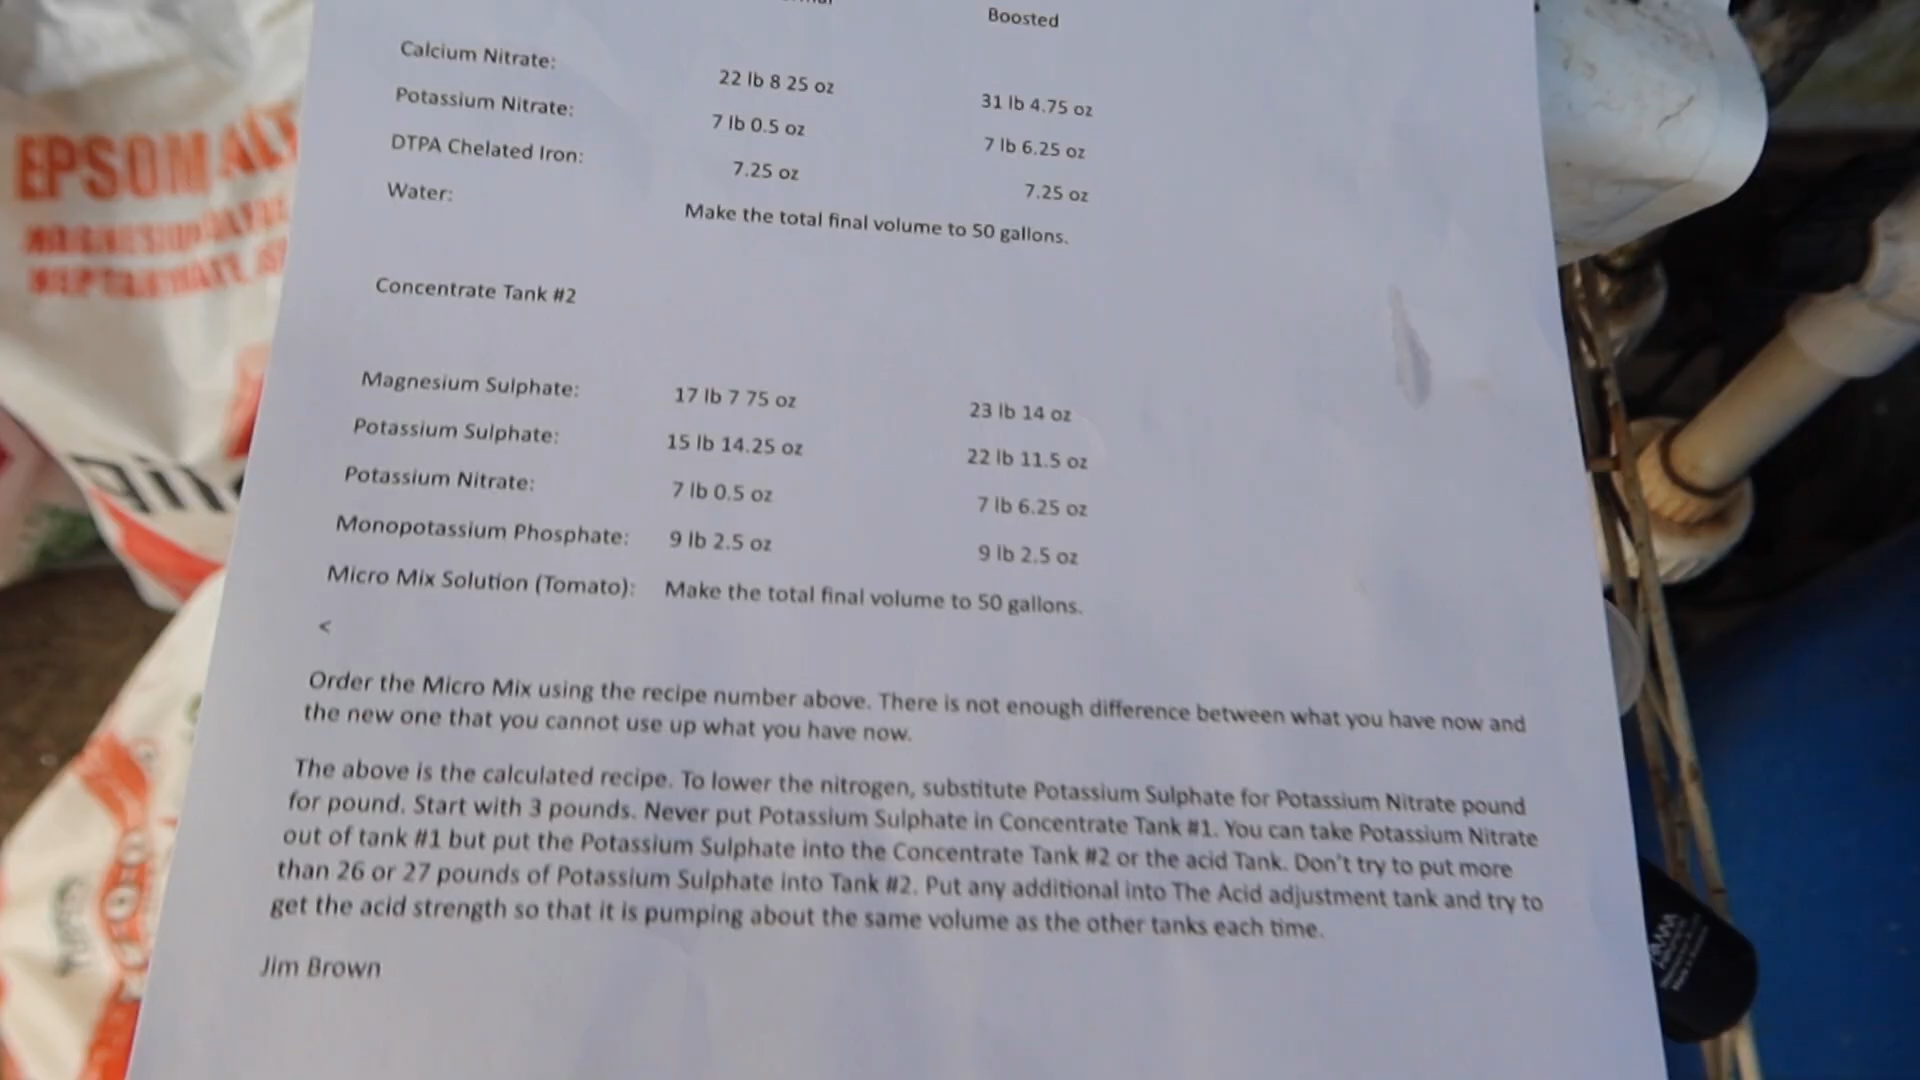 Boosted
Calcium Nitrate: 22 lb 8 25 oz 31 lb 4.75 oz
Potassium Nitrate: 7 lb 0.5 oz 7 lb 6.25 oz
DTPA Chelated Iron: 7.25 oz 7.25 oz
Water: Make the total final volume to 50 gallons.
Concentrate Tank #2
Magnesium Sulphate: 17 lb 7 75 oz 23 lb 14 oz
Potassium Sulphate: 15 lb 14.25 oz 22 lb 11.5 oz
Potassium Nitrate: 7 lb 0.5 oz 7 lb 6.25 oz
Monopotassium Phosphate: 9 lb 2.5 oz 9 lb 2.5 oz
Micro Mix Solution (Tomato): Make the total final volume to 50 gallons.
<
Order the Micro Mix using the recipe number above. There is not enough difference between what you have now and
the new one that you cannot use up what you have now.
The above is the calculated recipe. To lower the nitrogen, substitute Potassium Sulphate for Potassium Nitrate pound
for pound. Start with 3 pounds. Never put Potassium Sulphate in Concentrate Tank #1. You can take Potassium Nitrate
out of tank #1 but put the Potassium Sulphate into the Concentrate Tank #2 or the acid Tank. Don't try to put more
than 26 or 27 pounds of Potassium Sulphate into Tank #2. Put any additional into The Acid adjustment tank and try to
get the acid strength so that it is pumping about the same volume as the other tanks each time.
Jim Brown
EPSOM